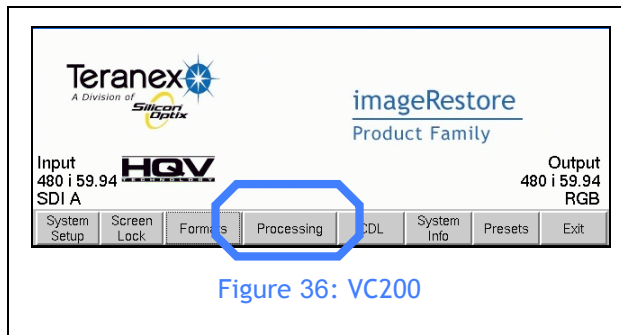 Teranex
A Division of
Silicon
Optix
imageRestore
Product Family
Input
480 i 59.94
SDI A
HQV
TECHNOLOGY
Output
480 i 59.94
RGB
System Setup
Screen Lock
Formats
Processing
CDL
System Info
Presets
Exit
Figure 36: VC200